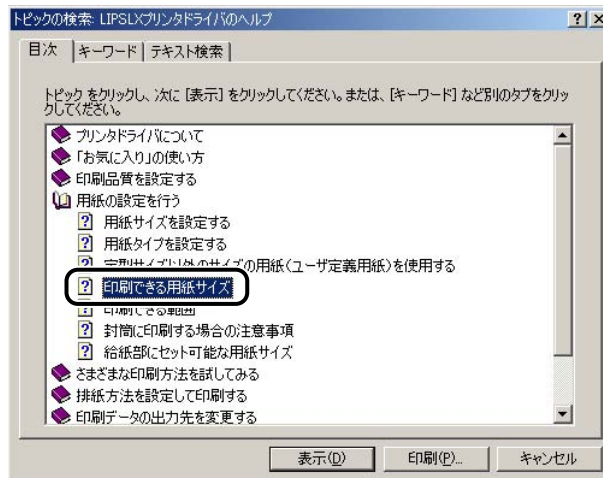 トピックの検索: LIPSLXプリンタドライバのヘルプ
目次
キーワード
テキスト検索
トピック をクリックし、次に [表示] をクリックしてください。または、[キーワード] など別のタブをクリッ
クしてください。
プリンタドライバについて
「お気に入り」の使い方
印刷品質を設定する
用紙の設定を行う
用紙サイズを設定する
用紙タイプを設定する
定型サイズ以外のサイズの用紙(ユーザ定義用紙)を使用する
印刷できる用紙サイズ
印刷できる範囲
封筒に印刷する場合の注意事項
給紙部にセット可能な用紙サイズ
さまざまな印刷方法を試してみる
排紙方法を設定して印刷する
印刷データの出力先を変更する
表示(D)
印刷(P)...
キャンセル